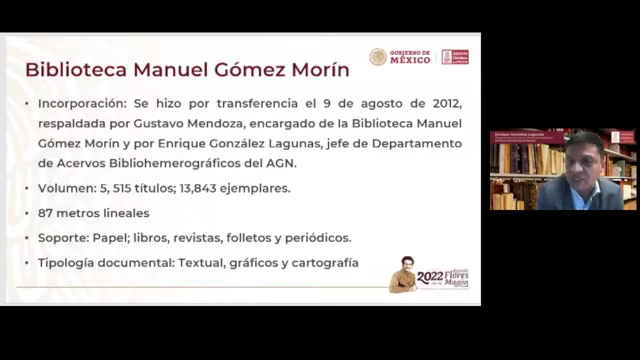 GOBIERNO DE
MÉXICO
Biblioteca Manuel Gómez Morín
• Incorporación: Se hizo por transferencia el 9 de agosto de 2012,
respaldada por Gustavo Mendoza, encargado de la Biblioteca Manuel
Gómez Morín y por Enrique González Lagunas, jefe de Departamento
de Acervos Bibliohemerográficos del AGN.
• Volumen: 5, 515 títulos; 13,843 ejemplares.
• 87 metros lineales
• Soporte: Papel; libros, revistas, folletos y periódicos.
• Tipología documental: Textual, gráficos y cartografía
2022 Ricardo
Flores
Magón
Enrique González Lagunas